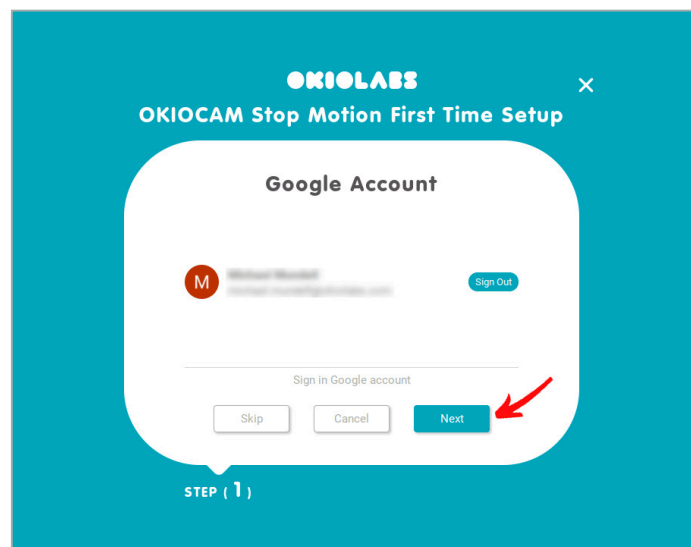 OKIOLABS
OKIOCAM Stop Motion First Time Setup
Google Account
M
Sign Out
Sign in Google account
Skip
Cancel
Next
STEP ( 1 )